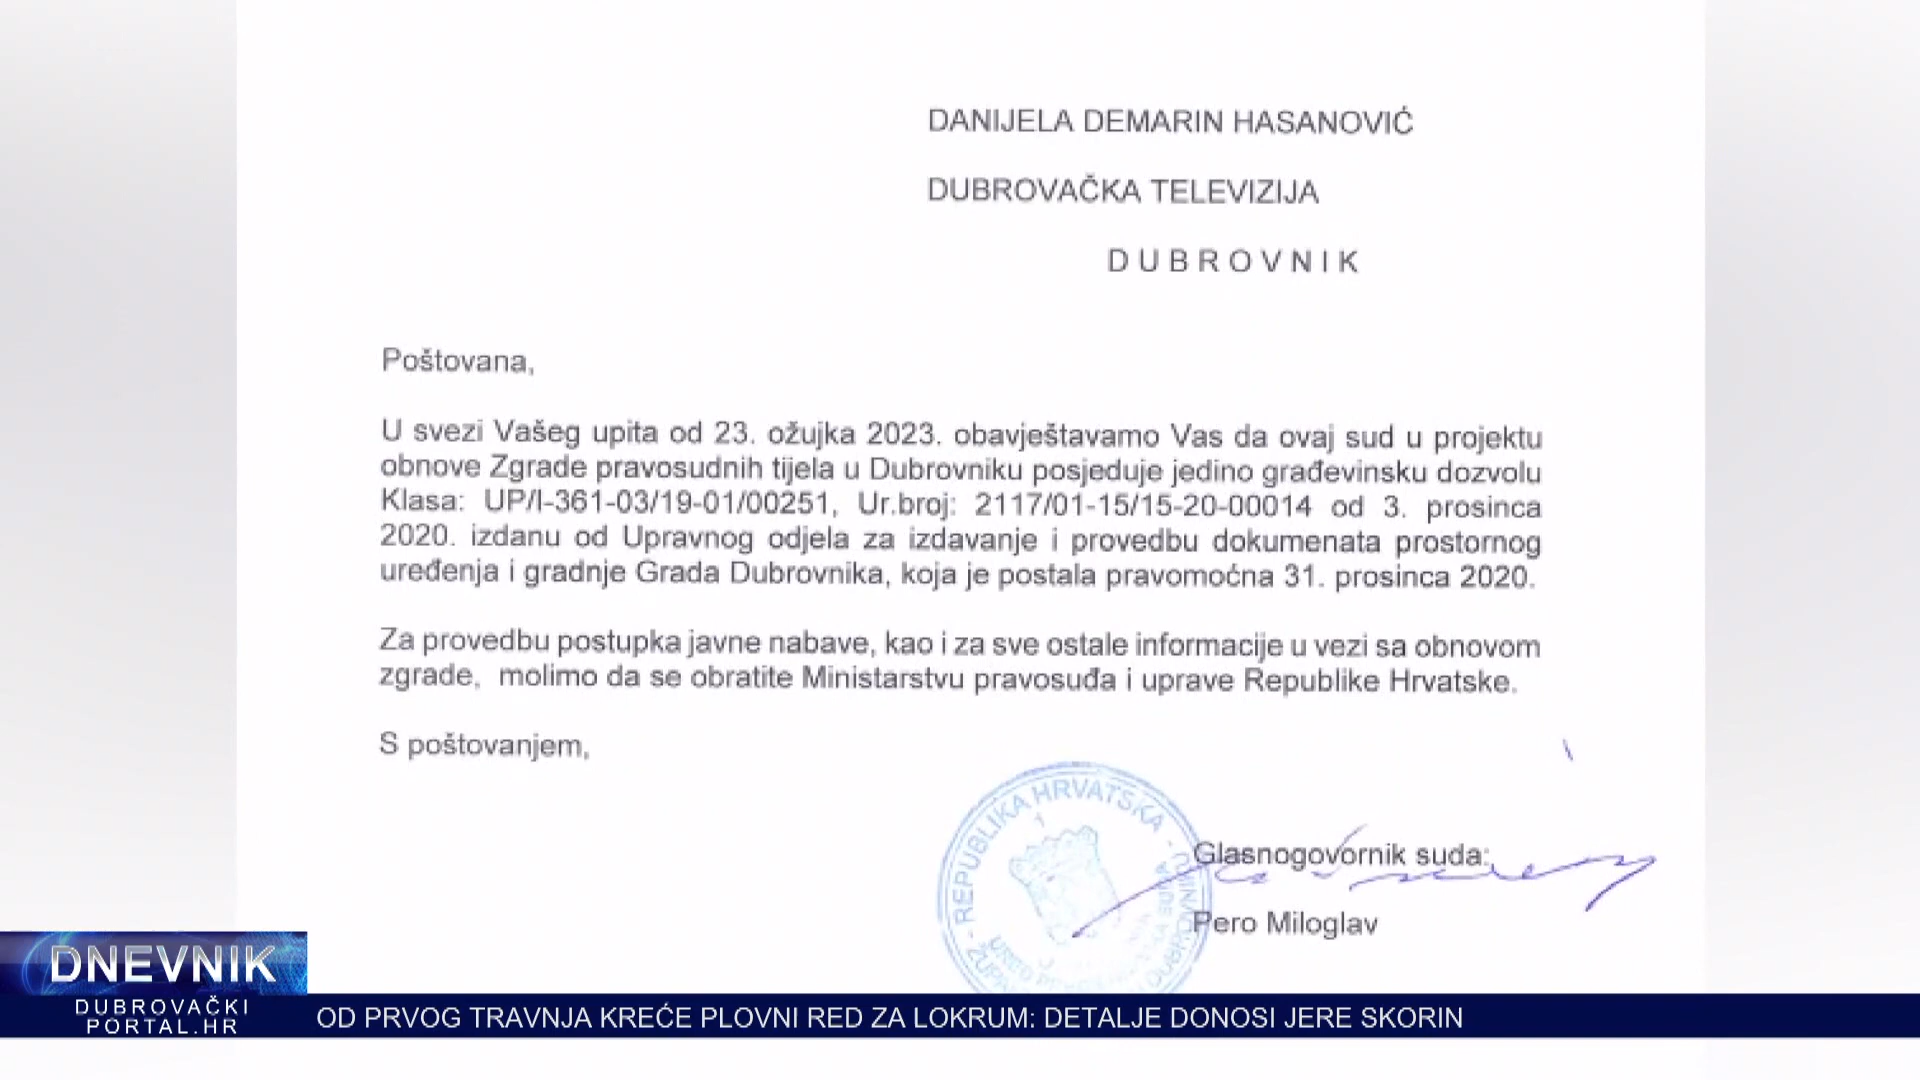 DANIJELA DEMARIN HASANOVIĆ
DUBROVAČKA TELEVIZIJA
D U B R O V N I K
Poštovana,
U svezi Vašeg upita od 23. ožujka 2023. obavještavamo Vas da ovaj sud u projektu
obnove Zgrade pravosudnih tijela u Dubrovniku posjeduje jedino građevinsku dozvolu
Klasa: UP/I-361-03/19-01/00251, Ur.broj: 2117/01-15/15-20-00014 od 3. prosinca
2020. izdanu od Upravnog odjela za izdavanje i provedbu dokumenata prostornog
uređenja i gradnje Grada Dubrovnika, koja je postala pravomoćna 31. prosinca 2020.
Za provedbu postupka javne nabave, kao i za sve ostale informacije u vezi sa obnovom
zgrade, molimo da se obratite Ministarstvu pravosuđa i uprave Republike Hrvatske.
S poštovanjem,
REPUBLIKA HRVATSKA
Glasnogovornik suda:
Pero Miloglav
DNEVNIK
DUBROVAČKI
PORTAL.HR
OD PRVOG TRAVNJA KREĆE PLOVNI RED ZA LOKRUM: DETALJE DONOSI JERE SKORIN